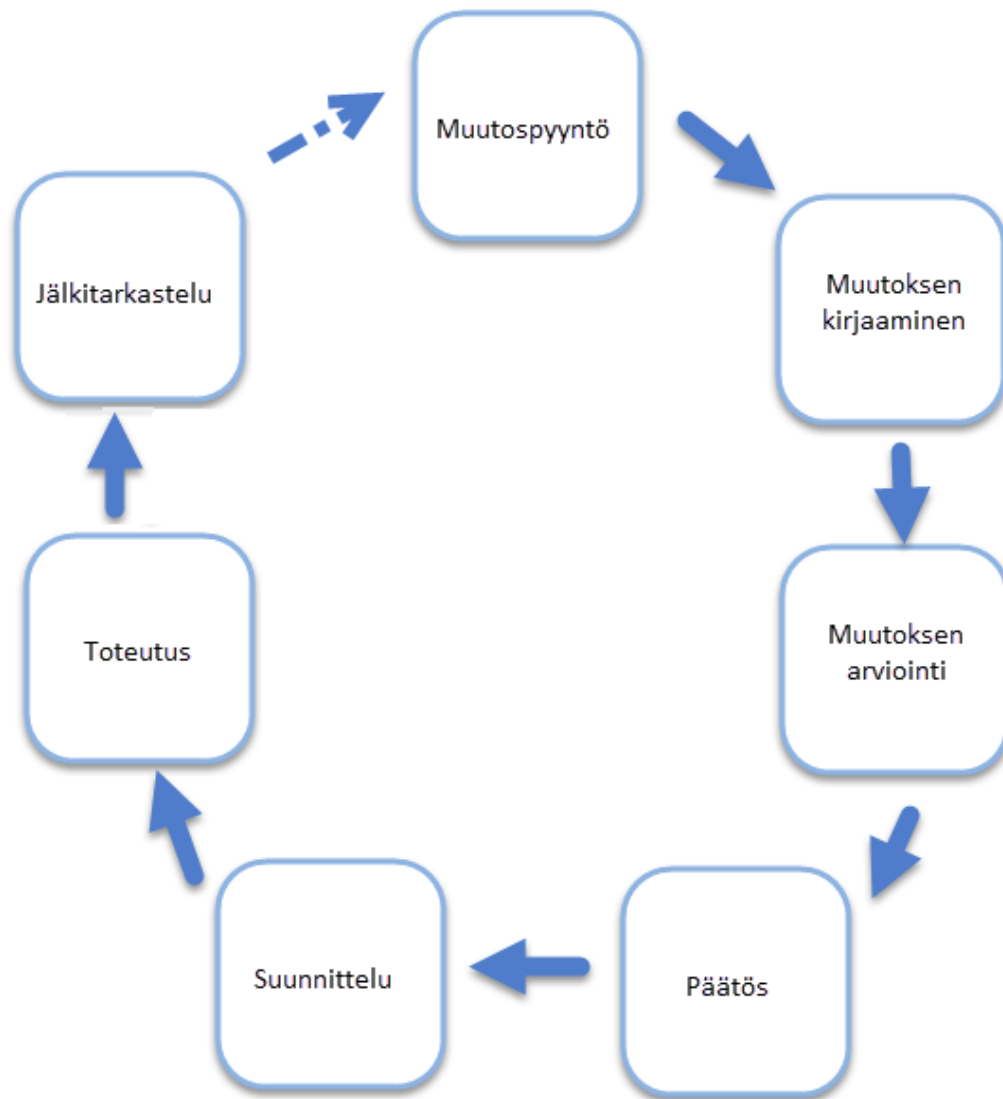 Muutospyyntö
Muutoksen
kirjaaminen
Muutoksen
arviointi
Päätös
Suunnittelu
Toteutus
Jälkitarkastelu